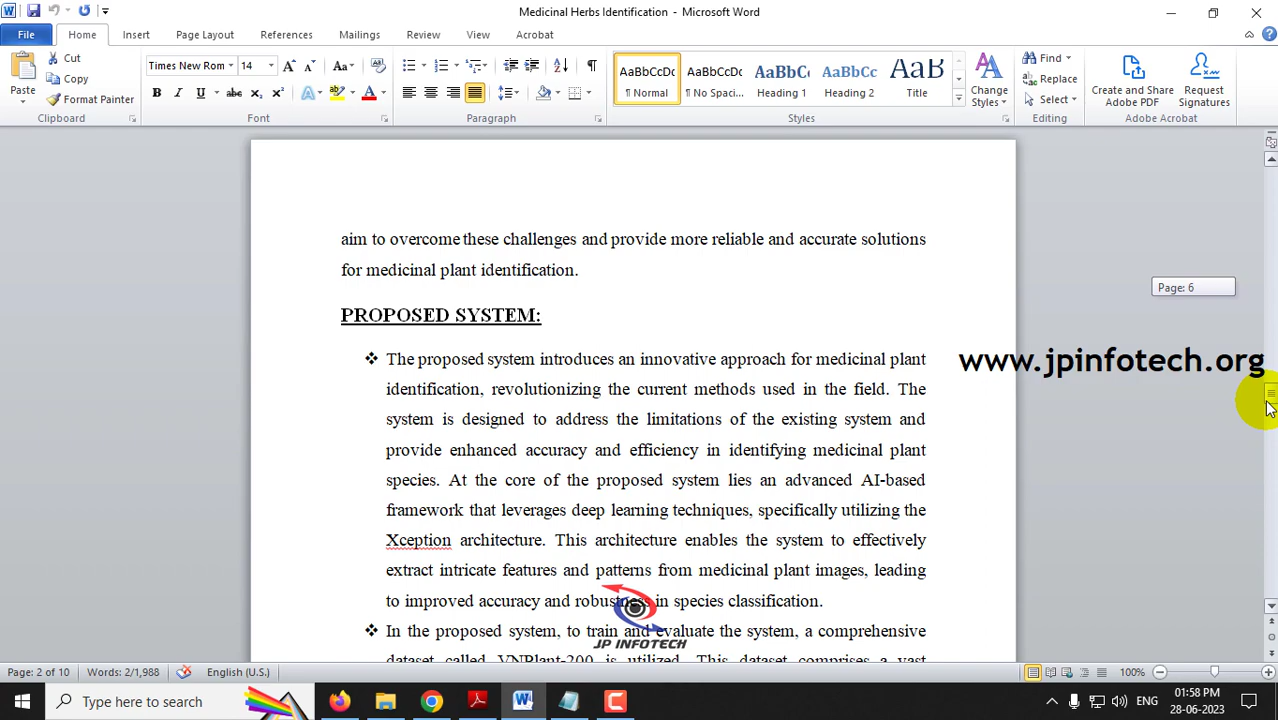 Medicinal Herbs Identification - Microsoft Word
File Home Insert Page Layout References Mailings Review View Acrobat
Paste
Cut
Copy
Format Painter
Clipboard
Times New Rom 14
Font
Paragraph
AaBbCcDc AaBbCcDc AaBbCc AaBbCc AaB
¶ Normal ¶ No Spaci... Heading 1 Heading 2 Title
Change Styles
Styles
Find
Replace
Select
Editing
Create and Share Adobe PDF
Request Signatures
Adobe Acrobat
aim to overcome these challenges and provide more reliable and accurate solutions
for medicinal plant identification.
Page: 6
PROPOSED SYSTEM:
www.jpinfotech.org
❖ The proposed system introduces an innovative approach for medicinal plant
identification, revolutionizing the current methods used in the field. The
system is designed to address the limitations of the existing system and
provide enhanced accuracy and efficiency in identifying medicinal plant
species. At the core of the proposed system lies an advanced AI-based
framework that leverages deep learning techniques, specifically utilizing the
Xception architecture. This architecture enables the system to effectively
extract intricate features and patterns from medicinal plant images, leading
to improved accuracy and robustness in species classification.
❖ In the proposed system, to train and evaluate the system, a comprehensive
dataset called VNPlant-200 is utilized. This dataset comprises a vast
JP INFOTECH
Page: 2 of 10 Words: 2/1,988 English (U.S.) 100%
Type here to search
ENG
01:58 PM
28-06-2023